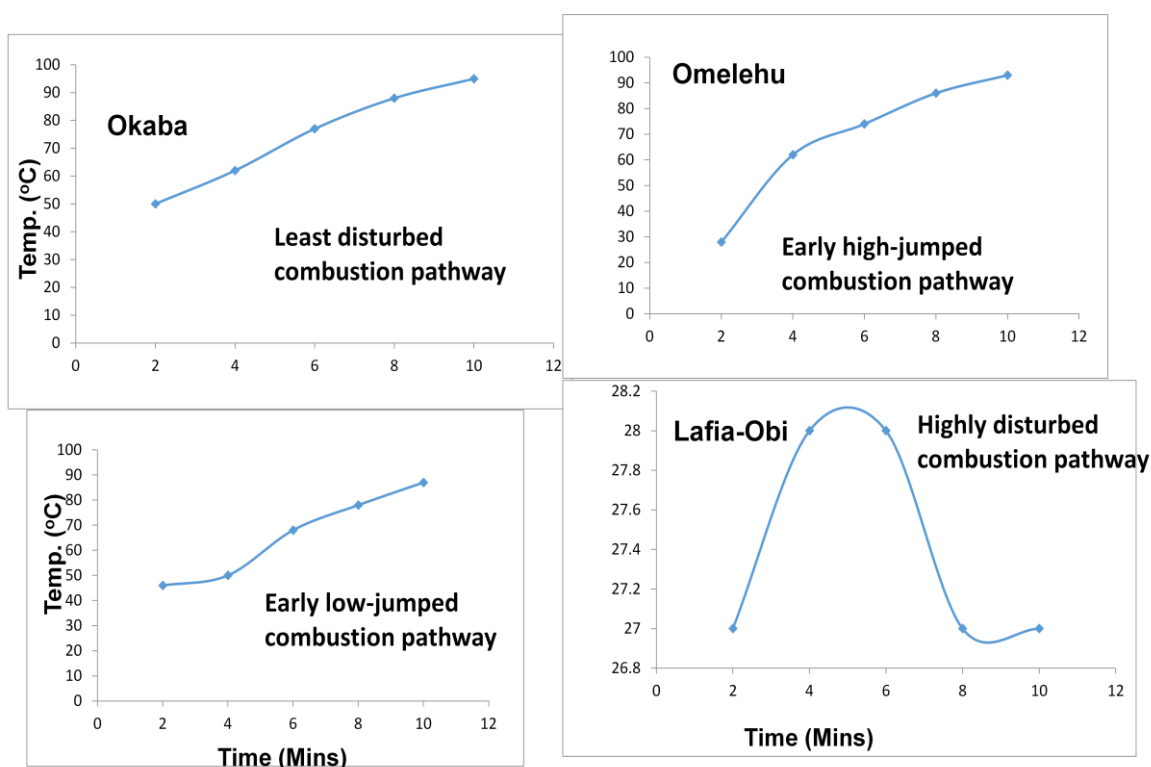 Okaba
Temp. (oC)
100
90
80
70
60
50
40
30
20
10
0
Least disturbed
combustion pathway
0 2 4 6 8 10 12
Omelehu
100
90
80
70
60
50
40
30
20
10
0
Early high-jumped
combustion pathway
0 2 4 6 8 10 12
Temp. (oC)
100
90
80
70
60
50
40
30
20
10
0
Early low-jumped
combustion pathway
0 2 4 6 8 10 12
Time (Mins)
Lafia-Obi
Highly disturbed
combustion pathway
28.2
28
27.8
27.6
27.4
27.2
27
26.8
0 2 4 6 8 10 12
Time (Mins)